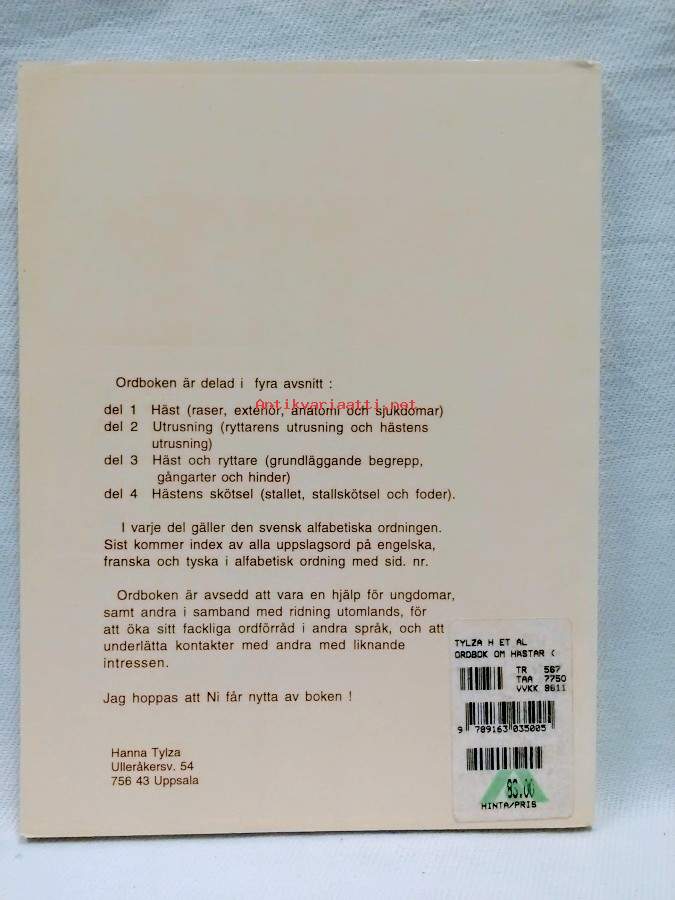 Ordboken är delad i fyra avsnitt :
Antikvariaatti.net
del 1 Häst (raser, exteriör, anatomi och sjukdomar)
del 2 Utrusning (ryttarens utrusning och hästens
utrusning)
del 3 Häst och ryttare (grundläggande begrepp,
gångarter och hinder)
del 4 Hästens skötsel (stallet, stallskötsel och foder).
I varje del gäller den svensk alfabetiska ordningen.
Sist kommer index av alla uppslagsord på engelska,
franska och tyska i alfabetisk ordning med sid. nr.
Ordboken är avsedd att vara en hjälp för ungdomar,
samt andra i samband med ridning utomlands, för
att öka sitt fackliga ordförråd i andra språk, och att
underlätta kontakter med andra med liknande
intressen.
Jag hoppas att Ni får nytta av boken !
Hanna Tylza
Ulleråkersv. 54
756 43 Uppsala
TYLZA H ET AL
ORDBOK OM HÄSTAR (
TR 567
TAA 7750
VVKK 8611
9 789163 035005
83.00
HINTA/PRIS